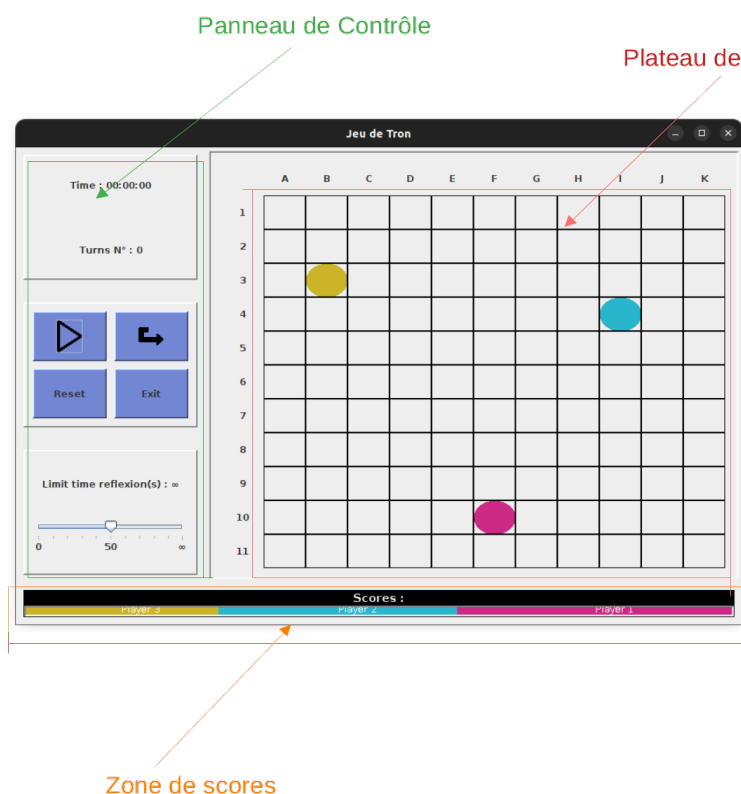 Panneau de Contrôle
Plateau de
Jeu de Tron
Time : 00:00:00
Turns N° : 0
Reset
Exit
Limit time reflexion(s) : ∞
0 50 ∞
A B C D E F G H I J K
1
2
3
4
5
6
7
8
9
10
11
Scores :
Player 3 Player 2 Player 1
Zone de scores